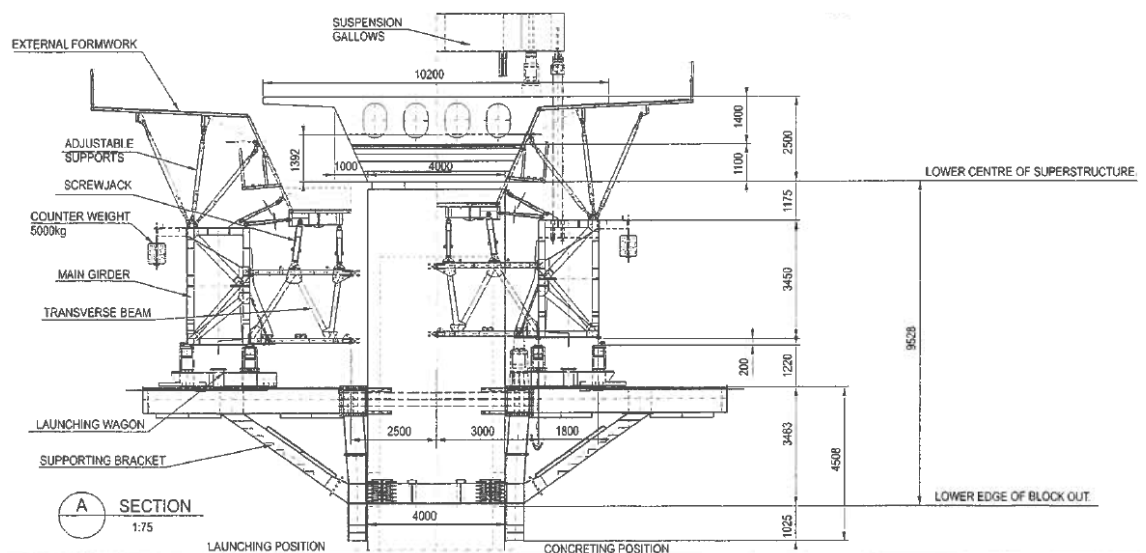 SUSPENSION
GALLOWS
EXTERNAL FORMWORK
10200
1400
2500
ADJUSTABLE
SUPPORTS
1392
1000
4000
1100
LOWER CENTRE OF SUPERSTRUCTURE.
SCREWJACK
1175
COUNTER WEIGHT
5000kg
MAIN GIRDER
3450
TRANSVERSE BEAM
9528
200
1220
LAUNCHING WAGON
2500
3000
1800
3463
4508
SUPPORTING BRACKET
A
SECTION
1:75
LOWER EDGE OF BLOCK OUT.
4000
1025
LAUNCHING POSITION
CONCRETING POSITION